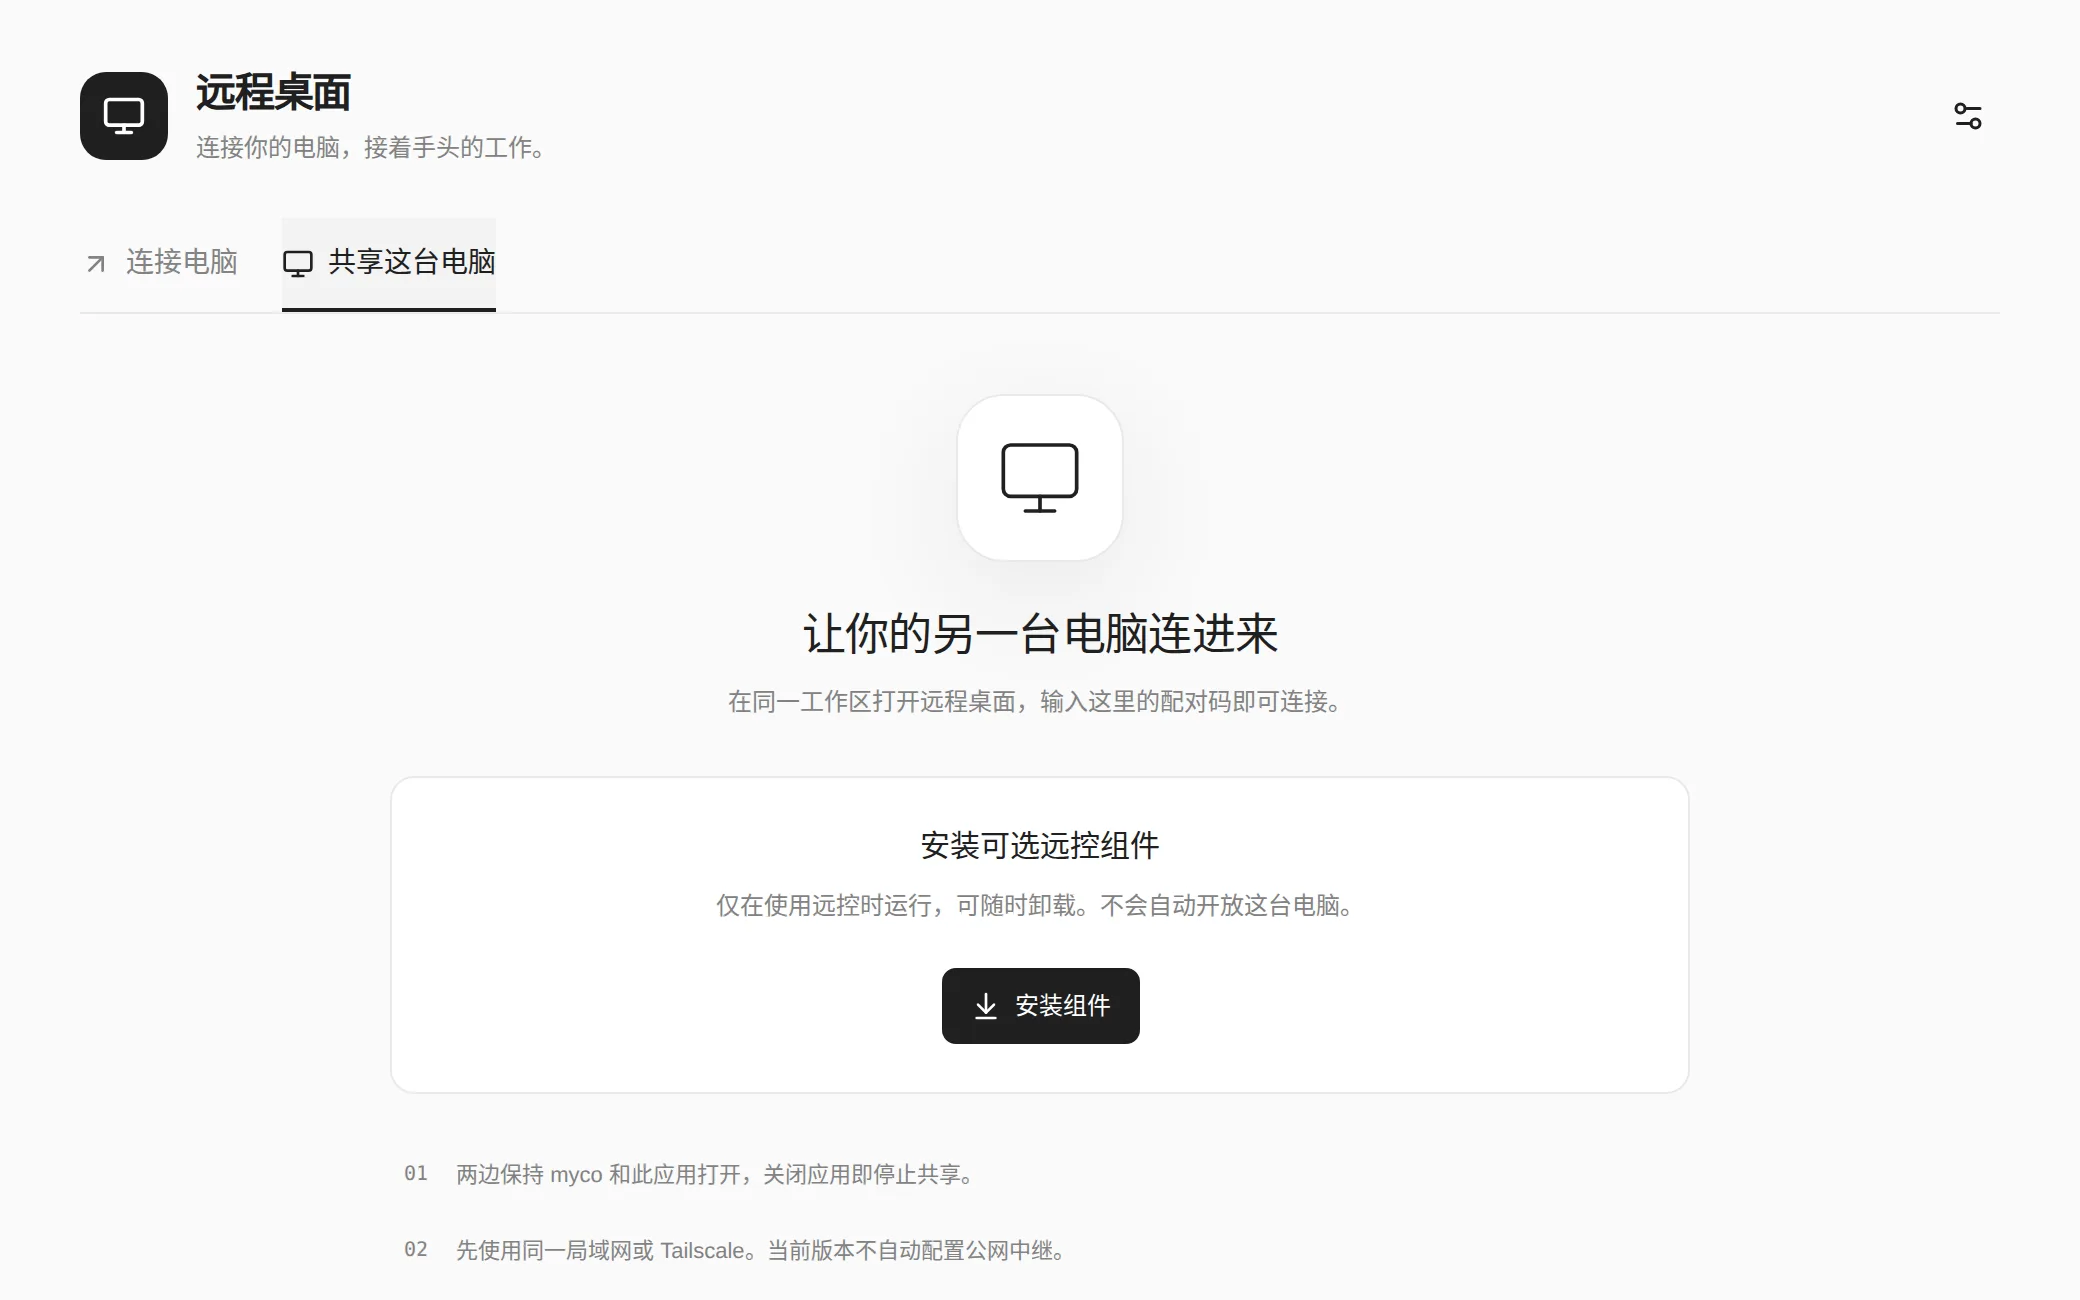 远程桌面
连接你的电脑，接着手头的工作。
连接电脑
共享这台电脑
让你的另一台电脑连进来
在同一工作区打开远程桌面，输入这里的配对码即可连接。
安装可选远控组件
仅在使用远控时运行，可随时卸载。不会自动开放这台电脑。
安装组件
01 两边保持 myco 和此应用打开，关闭应用即停止共享。
02 先使用同一局域网或 Tailscale。当前版本不自动配置公网中继。